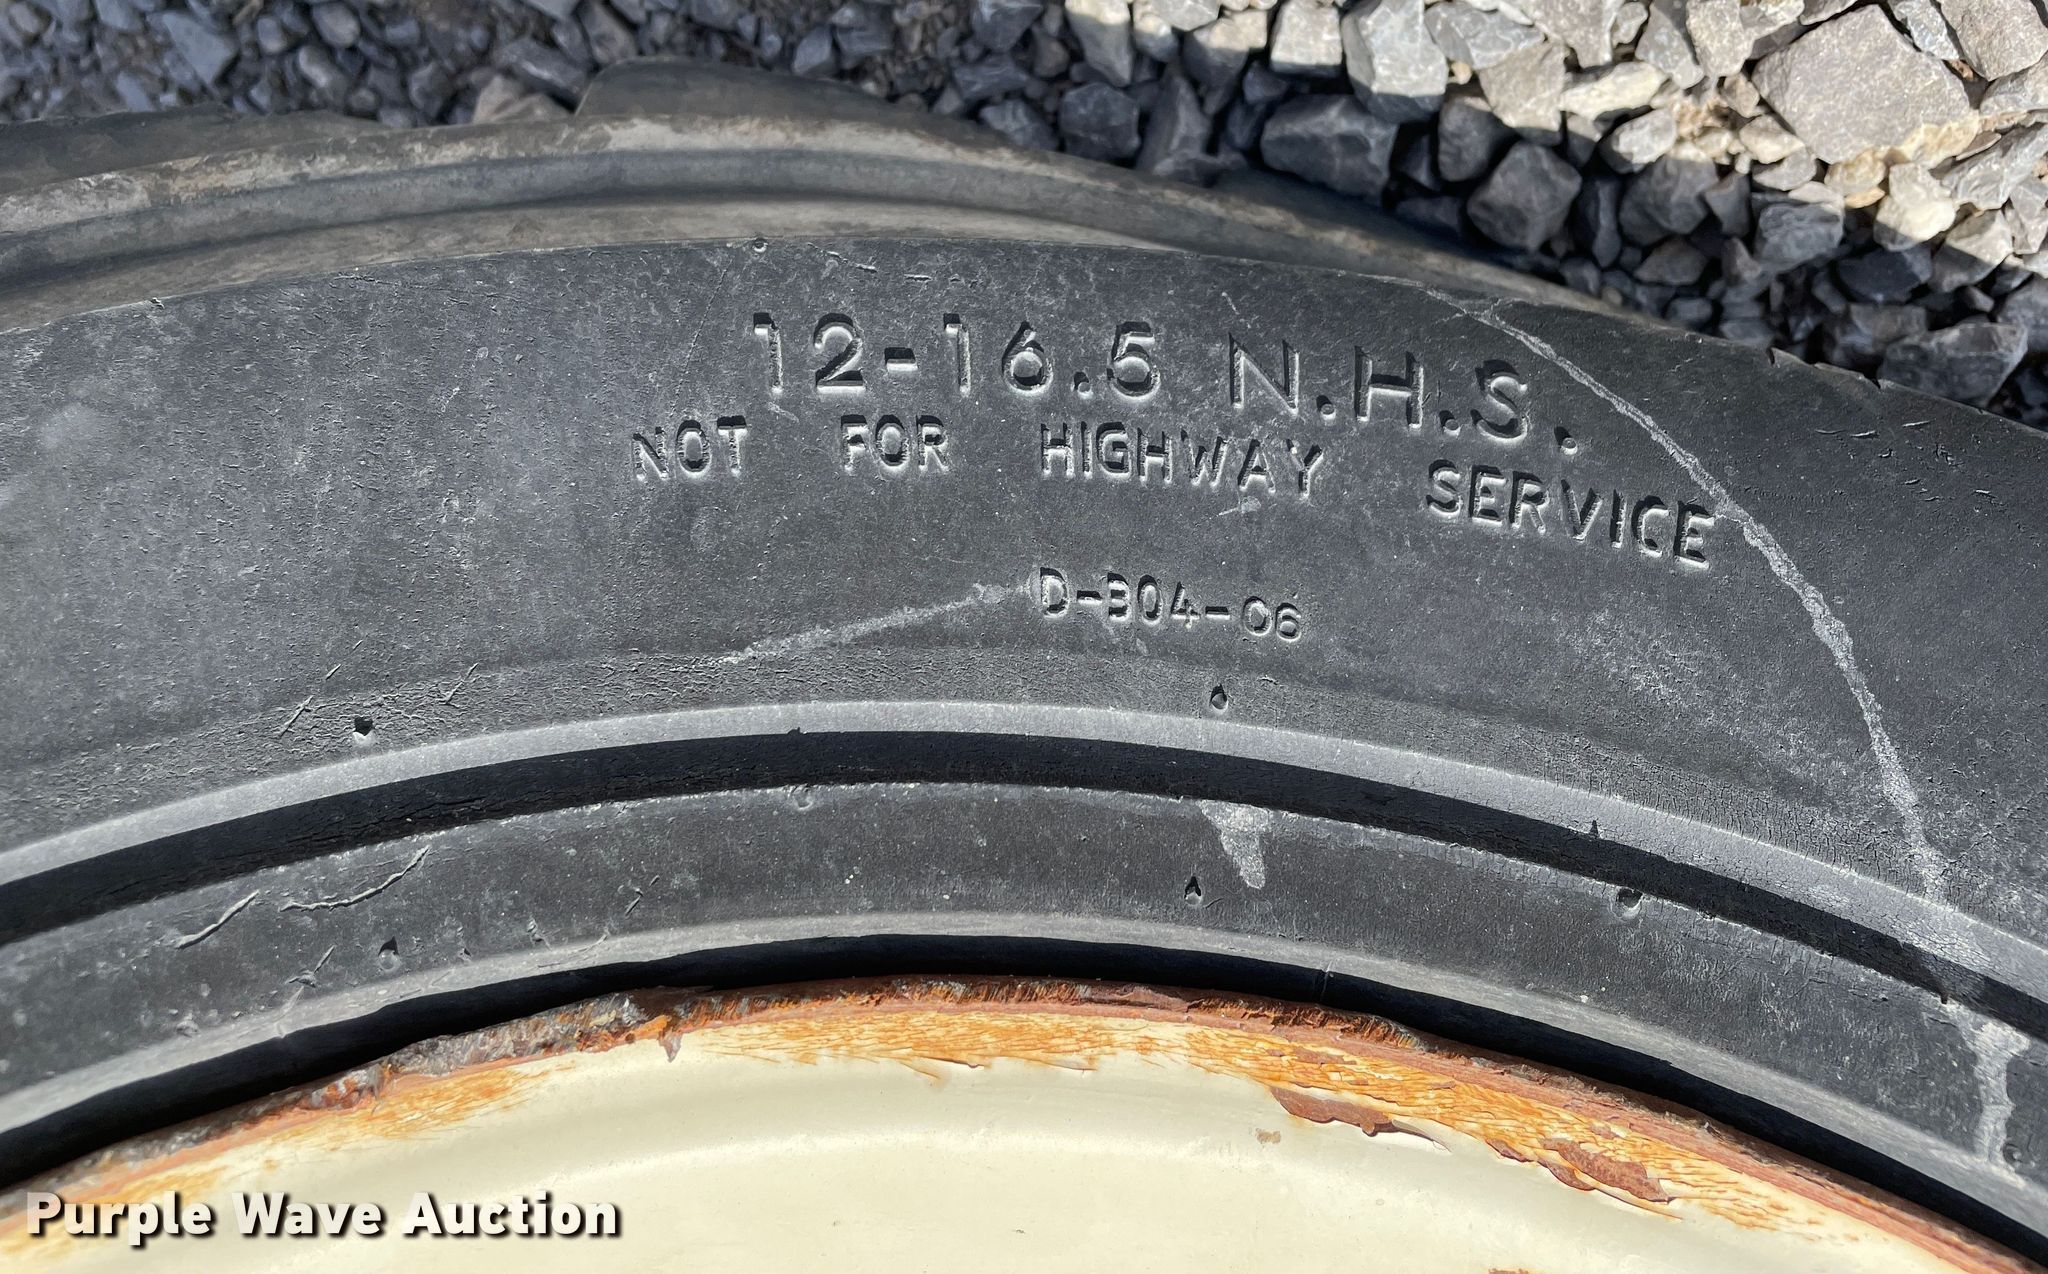 12-16.5 N.H.S.
NOT FOR HIGHWAY SERVICE
D-304-06
Purple Wave Auction